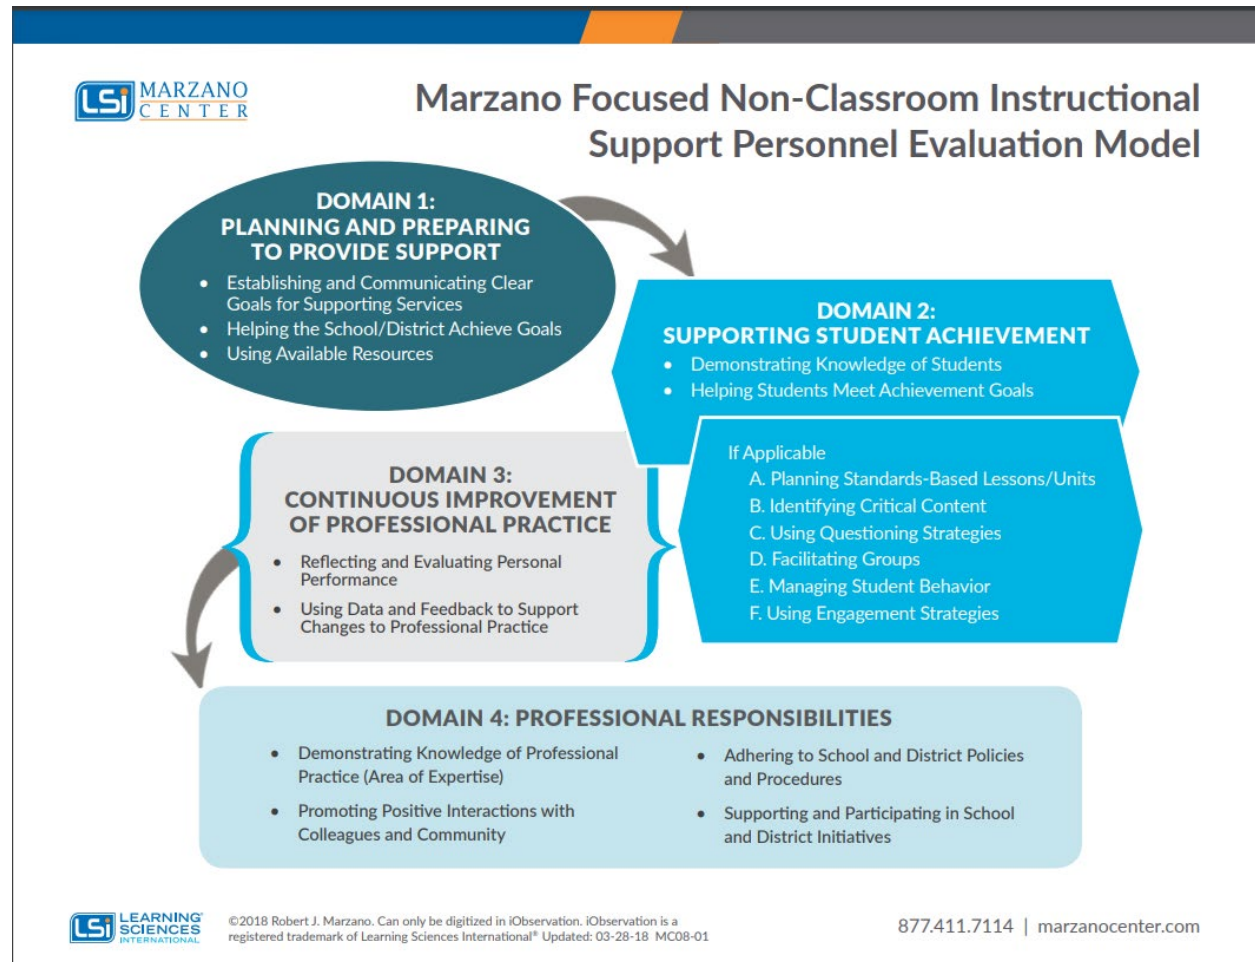 LSi MARZANO
CENTER
Marzano Focused Non-Classroom Instructional
Support Personnel Evaluation Model
DOMAIN 1:
PLANNING AND PREPARING
TO PROVIDE SUPPORT
• Establishing and Communicating Clear
Goals for Supporting Services
• Helping the School/District Achieve Goals
• Using Available Resources
DOMAIN 2:
SUPPORTING STUDENT ACHIEVEMENT
• Demonstrating Knowledge of Students
• Helping Students Meet Achievement Goals
If Applicable
A. Planning Standards-Based Lessons/Units
B. Identifying Critical Content
C. Using Questioning Strategies
D. Facilitating Groups
E. Managing Student Behavior
F. Using Engagement Strategies
DOMAIN 3:
CONTINUOUS IMPROVEMENT
OF PROFESSIONAL PRACTICE
• Reflecting and Evaluating Personal
Performance
• Using Data and Feedback to Support
Changes to Professional Practice
DOMAIN 4: PROFESSIONAL RESPONSIBILITIES
• Demonstrating Knowledge of Professional
Practice (Area of Expertise)
• Promoting Positive Interactions with
Colleagues and Community
• Adhering to School and District Policies
and Procedures
• Supporting and Participating in School
and District Initiatives
LSi LEARNING
SCIENCES
INTERNATIONAL
©2018 Robert J. Marzano. Can only be digitized in iObservation. iObservation is a
registered trademark of Learning Sciences International® Updated: 03-28-18 MC08-01
877.411.7114 | marzanocenter.com